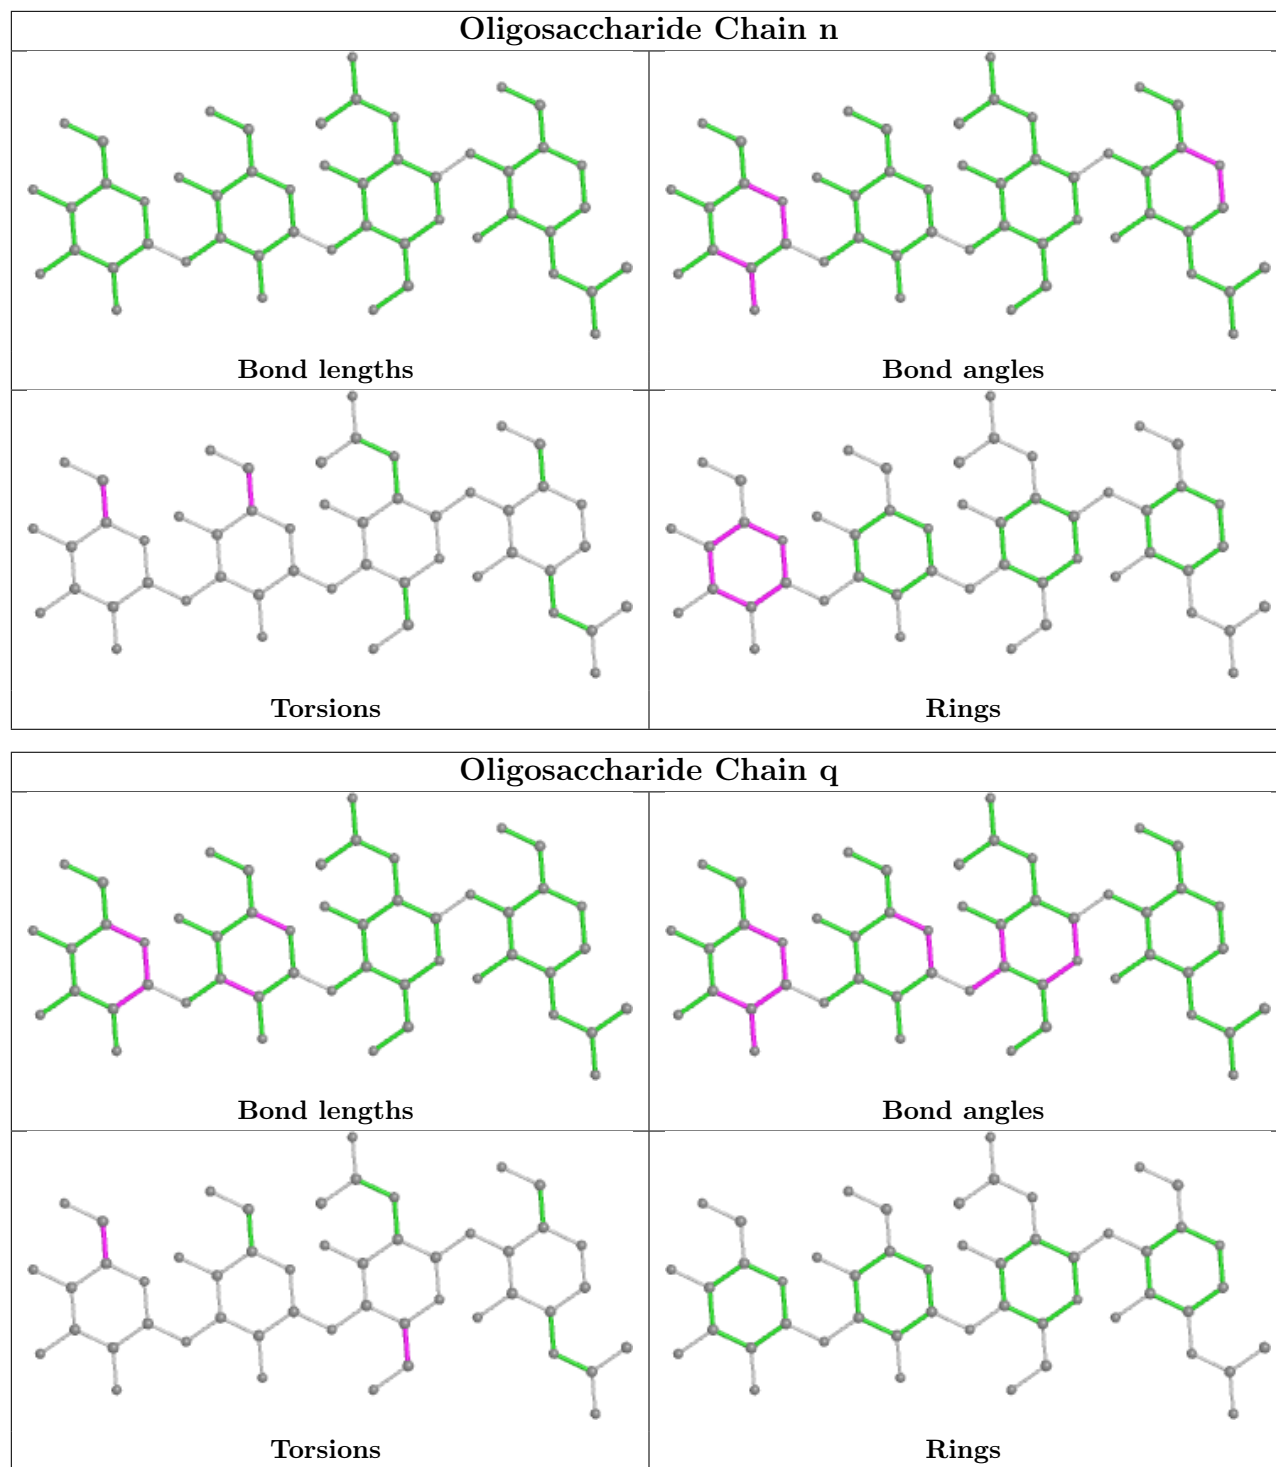 Oligosaccharide Chain n
Bond lengths
Bond angles
Torsions
Rings
Oligosaccharide Chain q
Bond lengths
Bond angles
Torsions
Rings